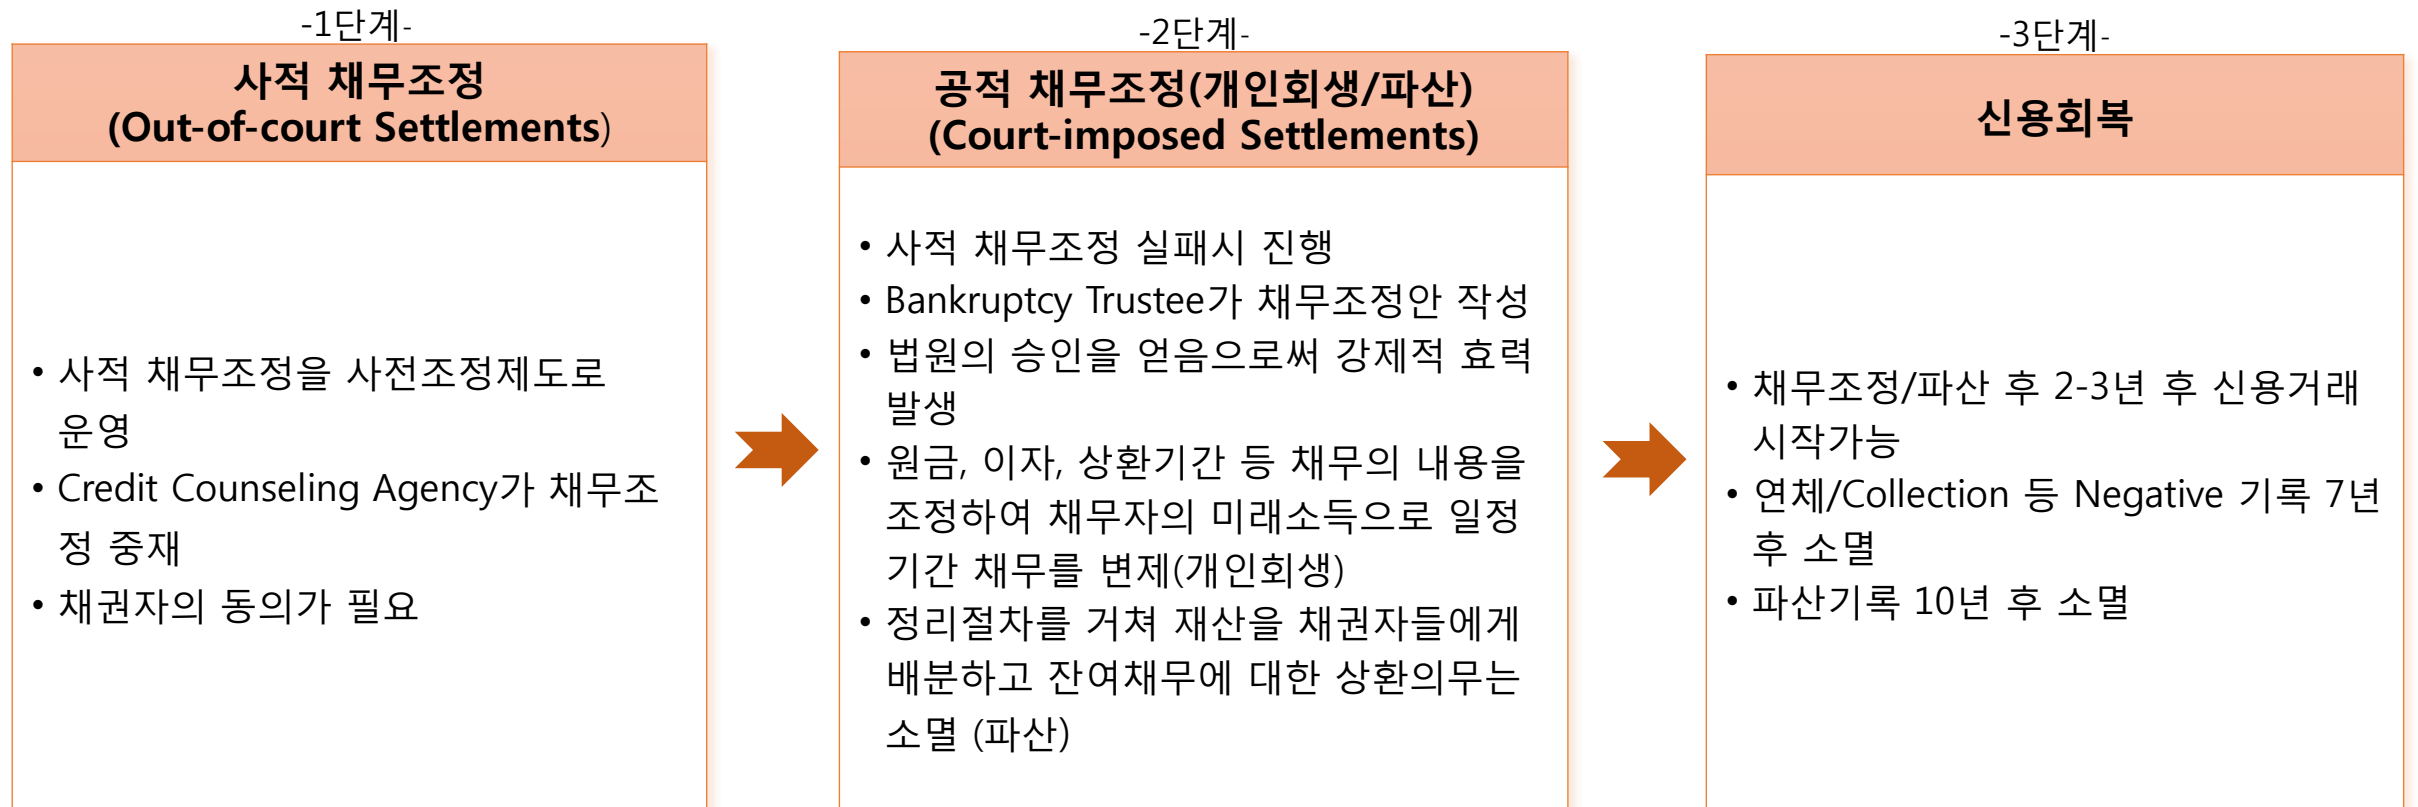 -1단계-
사적 채무조정
(Out-of-court Settlements)
• 사적 채무조정을 사전조정제도로
운영
• Credit Counseling Agency가 채무조
정 중재
• 채권자의 동의가 필요
-2단계-
공적 채무조정(개인회생/파산)
(Court-imposed Settlements)
• 사적 채무조정 실패시 진행
• Bankruptcy Trustee가 채무조정안 작성
• 법원의 승인을 얻음으로써 강제적 효력
발생
• 원금, 이자, 상환기간 등 채무의 내용을
조정하여 채무자의 미래소득으로 일정
기간 채무를 변제(개인회생)
• 정리절차를 거쳐 재산을 채권자들에게
배분하고 잔여채무에 대한 상환의무는
소멸 (파산)
-3단계-
신용회복
• 채무조정/파산 후 2-3년 후 신용거래
시작가능
• 연체/Collection 등 Negative 기록 7년
후 소멸
• 파산기록 10년 후 소멸